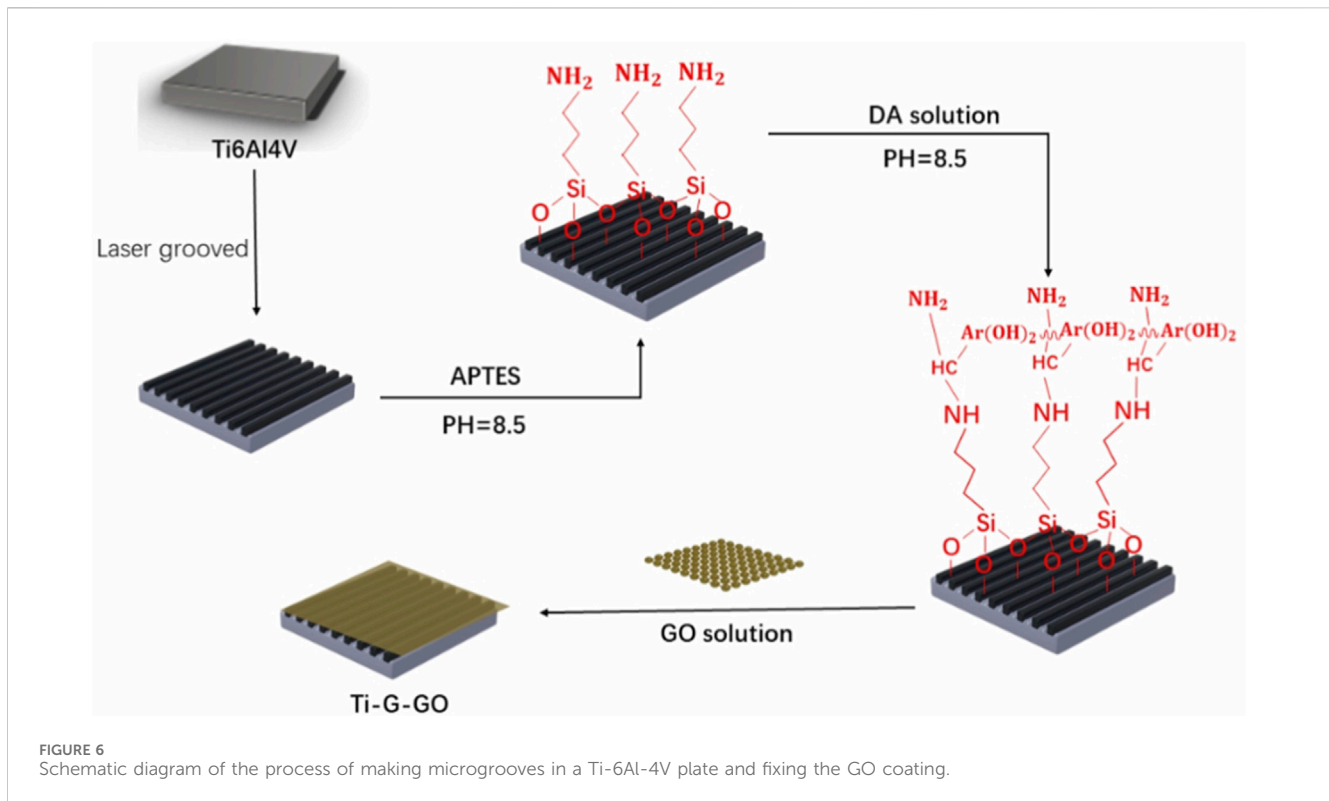 Ti6Al4V
Laser grooved
APTES
PH=8.5
NH₂ NH₂ NH₂
Si Si Si
O O O O O
O O O
DA solution
PH=8.5
NH₂ NH₂ NH₂
Ar(OH)₂ Ar(OH)₂ Ar(OH)₂
HC HC HC
NH NH NH
Si Si Si
O O O O O
O O O
GO solution
Ti-G-GO
FIGURE 6
Schematic diagram of the process of making microgrooves in a Ti-6Al-4V plate and fixing the GO coating.